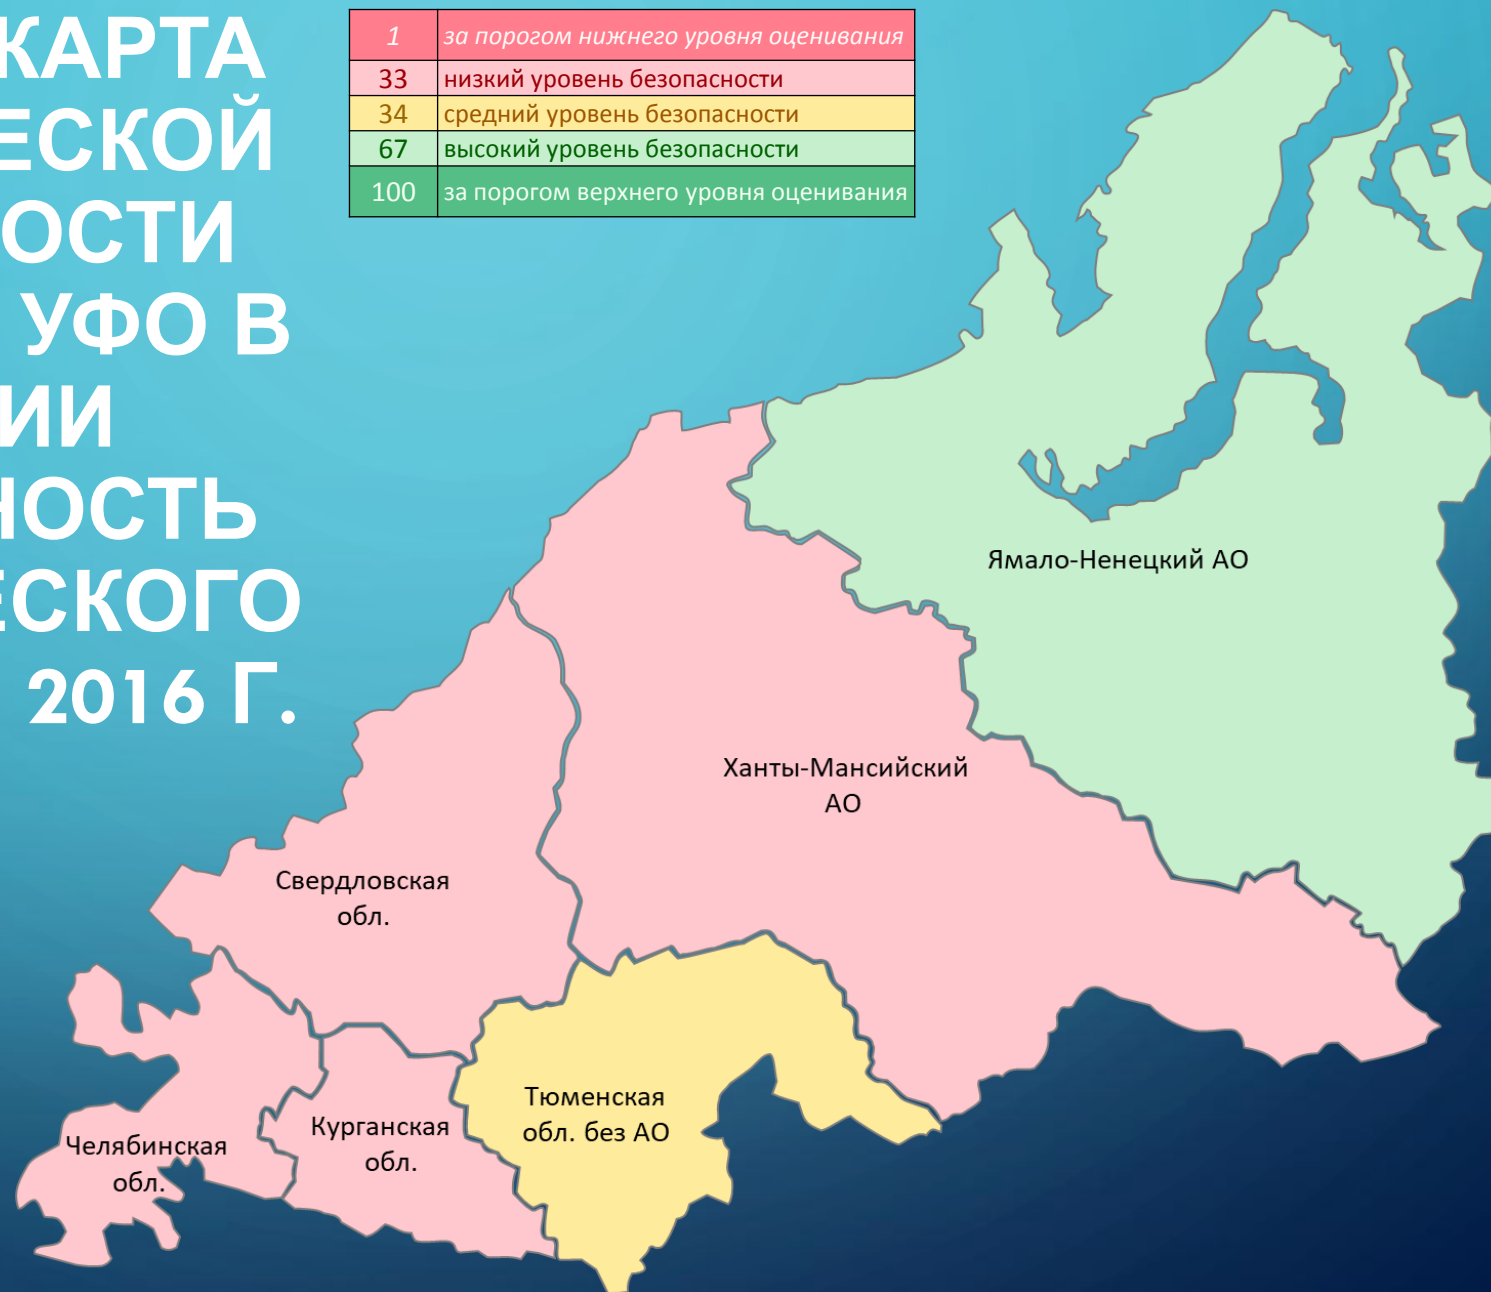 КАРТА
ЕСКОЙ
ОСТИ
УФО В
ИИ
НОСТЬ
ЕСКОГО
2016 Г.
1 за порогом нижнего уровня оценивания
33 низкий уровень безопасности
34 средний уровень безопасности
67 высокий уровень безопасности
100 за порогом верхнего уровня оценивания
Ямало-Ненецкий АО
Ханты-Мансийский
АО
Свердловская
обл.
Тюменская
обл. без АО
Курганская
обл.
Челябинская
обл.